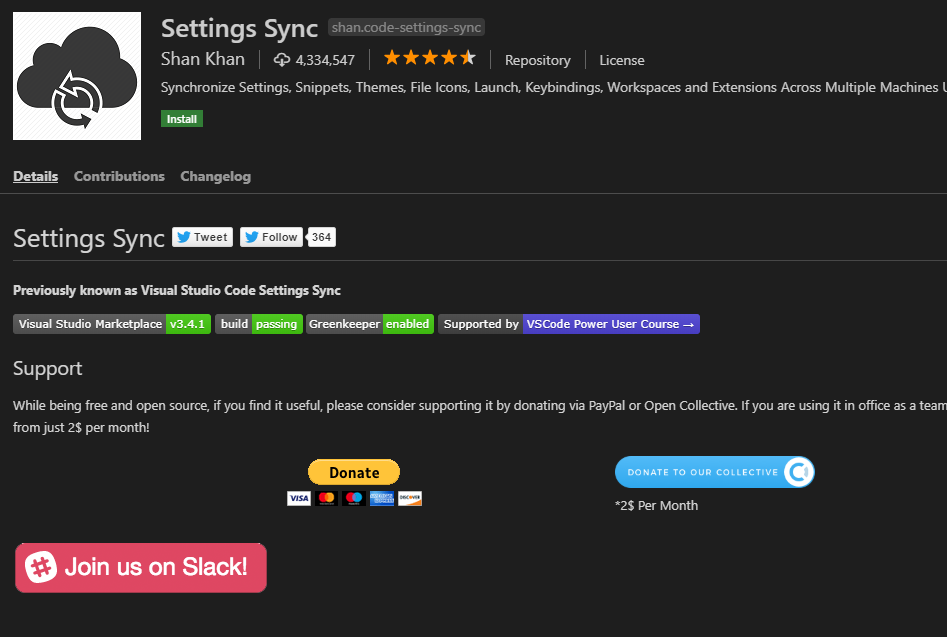 Settings Sync shan.code-settings-sync
Shan Khan 4,334,547 Repository License
Synchronize Settings, Snippets, Themes, File Icons, Launch, Keybindings, Workspaces and Extensions Across Multiple Machines
Install
Details Contributions Changelog
Settings Sync Tweet Follow 364
Previously known as Visual Studio Code Settings Sync
Visual Studio Marketplace v3.4.1 build passing Greenkeeper enabled Supported by VSCode Power User Course →
Support
While being free and open source, if you find it useful, please consider supporting it by donating via PayPal or Open Collective. If you are using it in office as a team
from just 2$ per month!
Donate DONATE TO OUR COLLECTIVE
VISA DISCOVER *2$ Per Month
Join us on Slack!